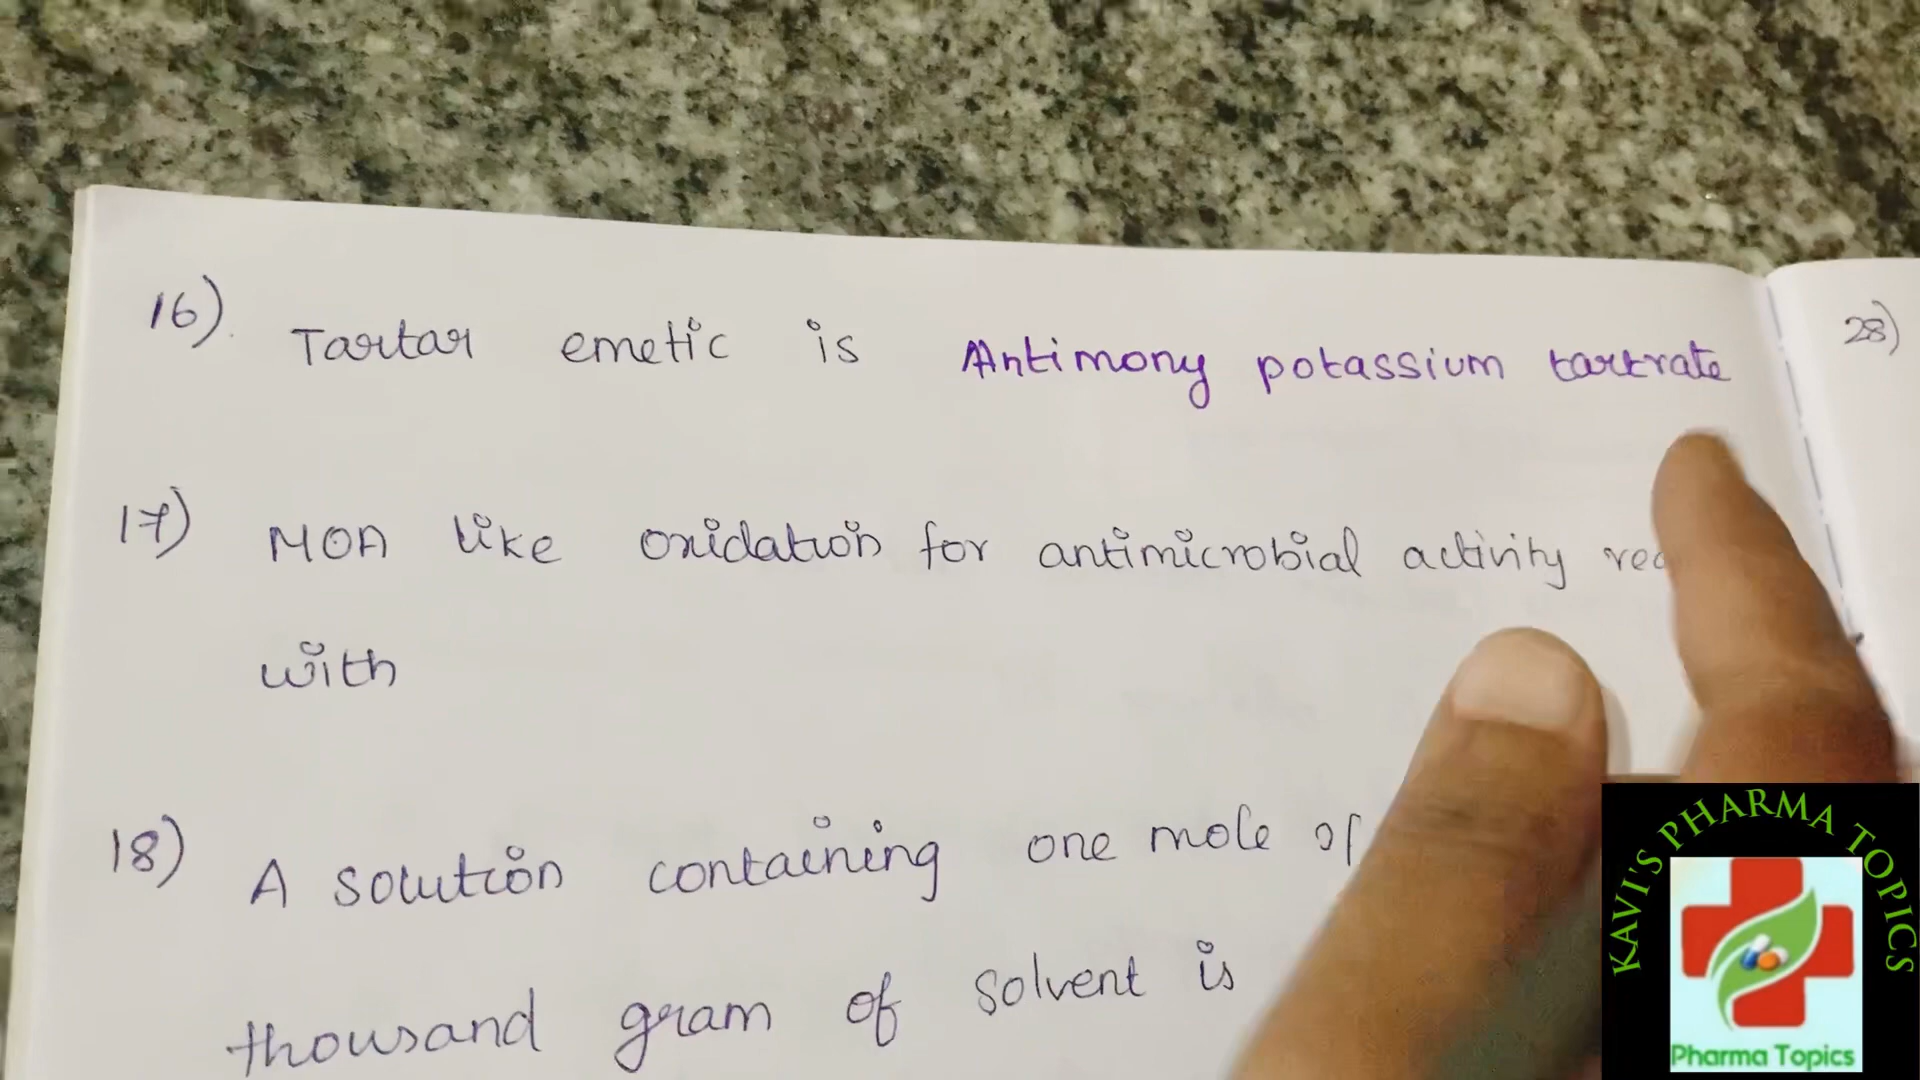 16). Tartar emetic is Antimony potassium tartrate
28)
17) MOA like oxidation for antimicrobial activity
with
18) A solution containing one mole of
thousand gram of solvent is
KAVI'S PHARMA TOPICS
Pharma Topics